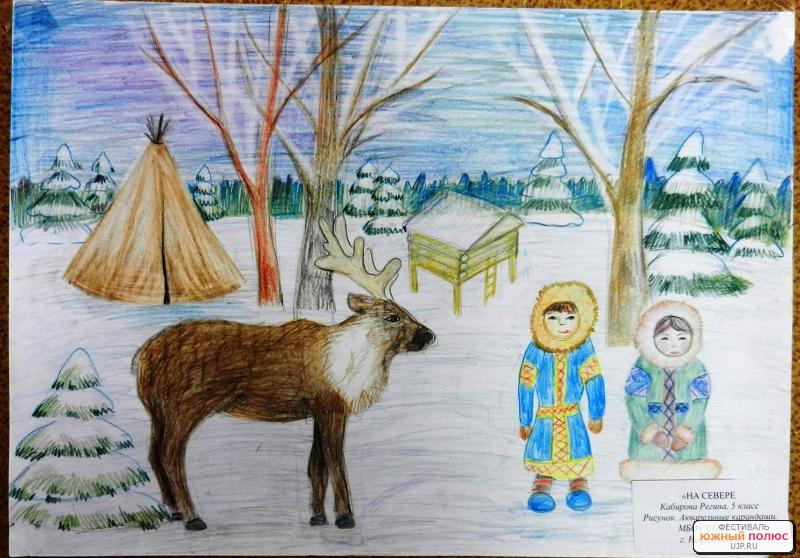 «НА СЕВЕРЕ
Кабирова Регина, 5 класс
Рисунок. Акварельные карандаши.
ФЕСТИВАЛЬ
ЮЖНЫЙ ПОЛЮС
UJP.RU